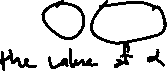 the value of α